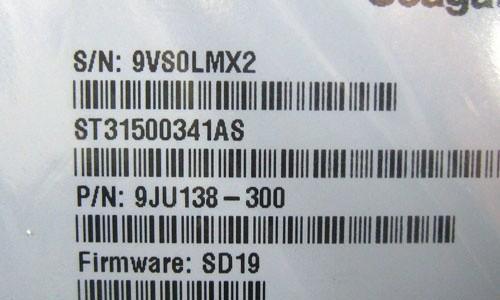 S/N: 9VS0LMX2
ST31500341AS
P/N: 9JU138-300
Firmware: SD19